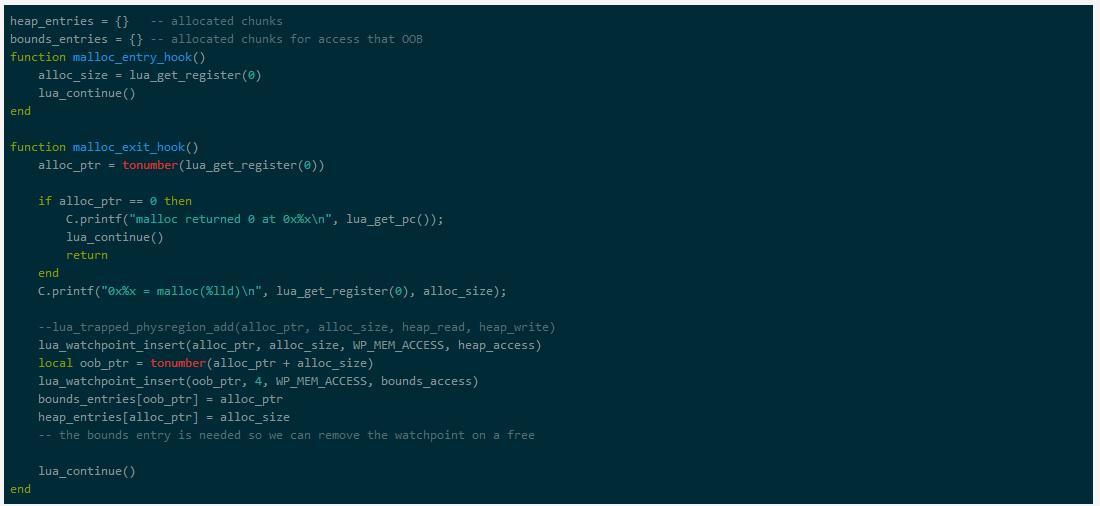 heap_entries = {}   -- allocated chunks
bounds_entries = {} -- allocated chunks for access that OOB
function malloc_entry_hook()
    alloc_size = lua_get_register(0)
    lua_continue()
end

function malloc_exit_hook()
    alloc_ptr = tonumber(lua_get_register(0))

    if alloc_ptr == 0 then
        C.printf("malloc returned 0 at 0x%x\n", lua_get_pc());
        lua_continue()
        return
    end
    C.printf("0x%x = malloc(%lld)\n", lua_get_register(0), alloc_size);

    --lua_trapped_physregion_add(alloc_ptr, alloc_size, heap_read, heap_write)
    lua_watchpoint_insert(alloc_ptr, alloc_size, WP_MEM_ACCESS, heap_access)
    local oob_ptr = tonumber(alloc_ptr + alloc_size)
    lua_watchpoint_insert(oob_ptr, 4, WP_MEM_ACCESS, bounds_access)
    bounds_entries[oob_ptr] = alloc_ptr
    heap_entries[alloc_ptr] = alloc_size
    -- the bounds entry is needed so we can remove the watchpoint on a free

    lua_continue()
end